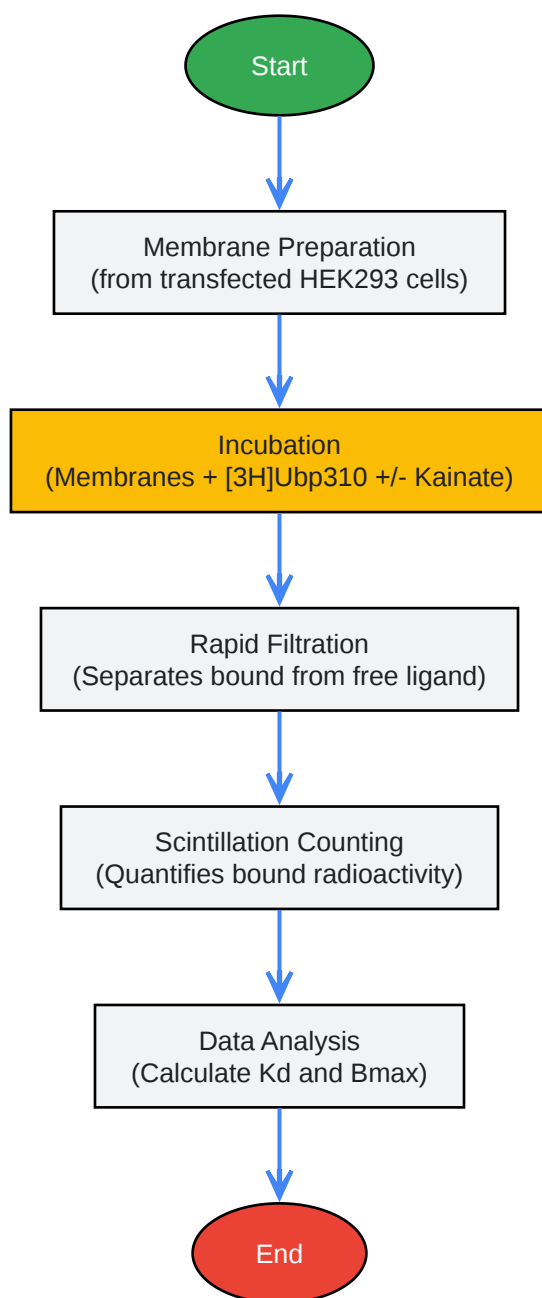 Start
Membrane Preparation
(from transfected HEK293 cells)
Incubation
(Membranes + [3H]Ubp310 +/- Kainate)
Rapid Filtration
(Separates bound from free ligand)
Scintillation Counting
(Quantifies bound radioactivity)
Data Analysis
(Calculate Kd and Bmax)
End